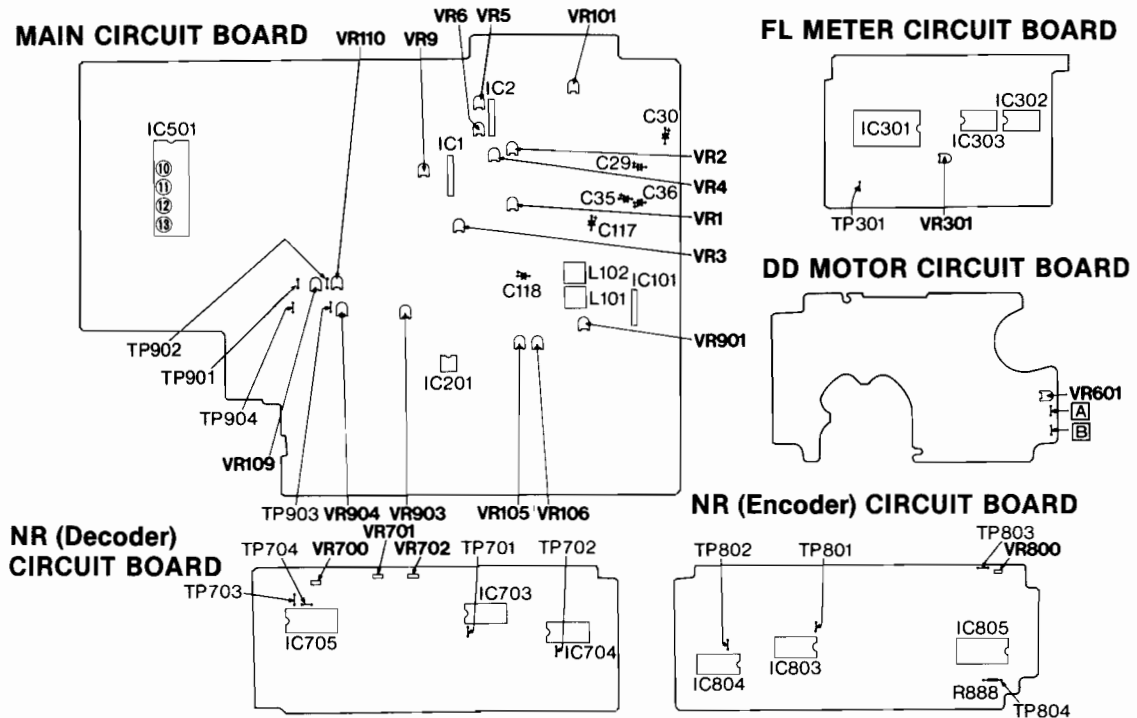 MAIN CIRCUIT BOARD
VR110
VR9
VR6
VR5
VR101
IC501
10
11
12
13
IC2
IC1
C30
C29
C35
C36
C117
C118
VR2
VR4
VR1
VR3
L102
L101
IC101
VR901
IC201
TP902
TP901
TP904
VR109
TP903
VR904
VR903
VR105
VR106
FL METER CIRCUIT BOARD
IC301
IC303
IC302
TP301
VR301
DD MOTOR CIRCUIT BOARD
VR601
A
B
NR (Decoder)
CIRCUIT BOARD
TP704
VR700
VR701
VR702
TP701
TP702
TP703
IC705
IC703
IC704
NR (Encoder) CIRCUIT BOARD
TP802
TP801
TP803
VR800
IC804
IC803
IC805
R888
TP804